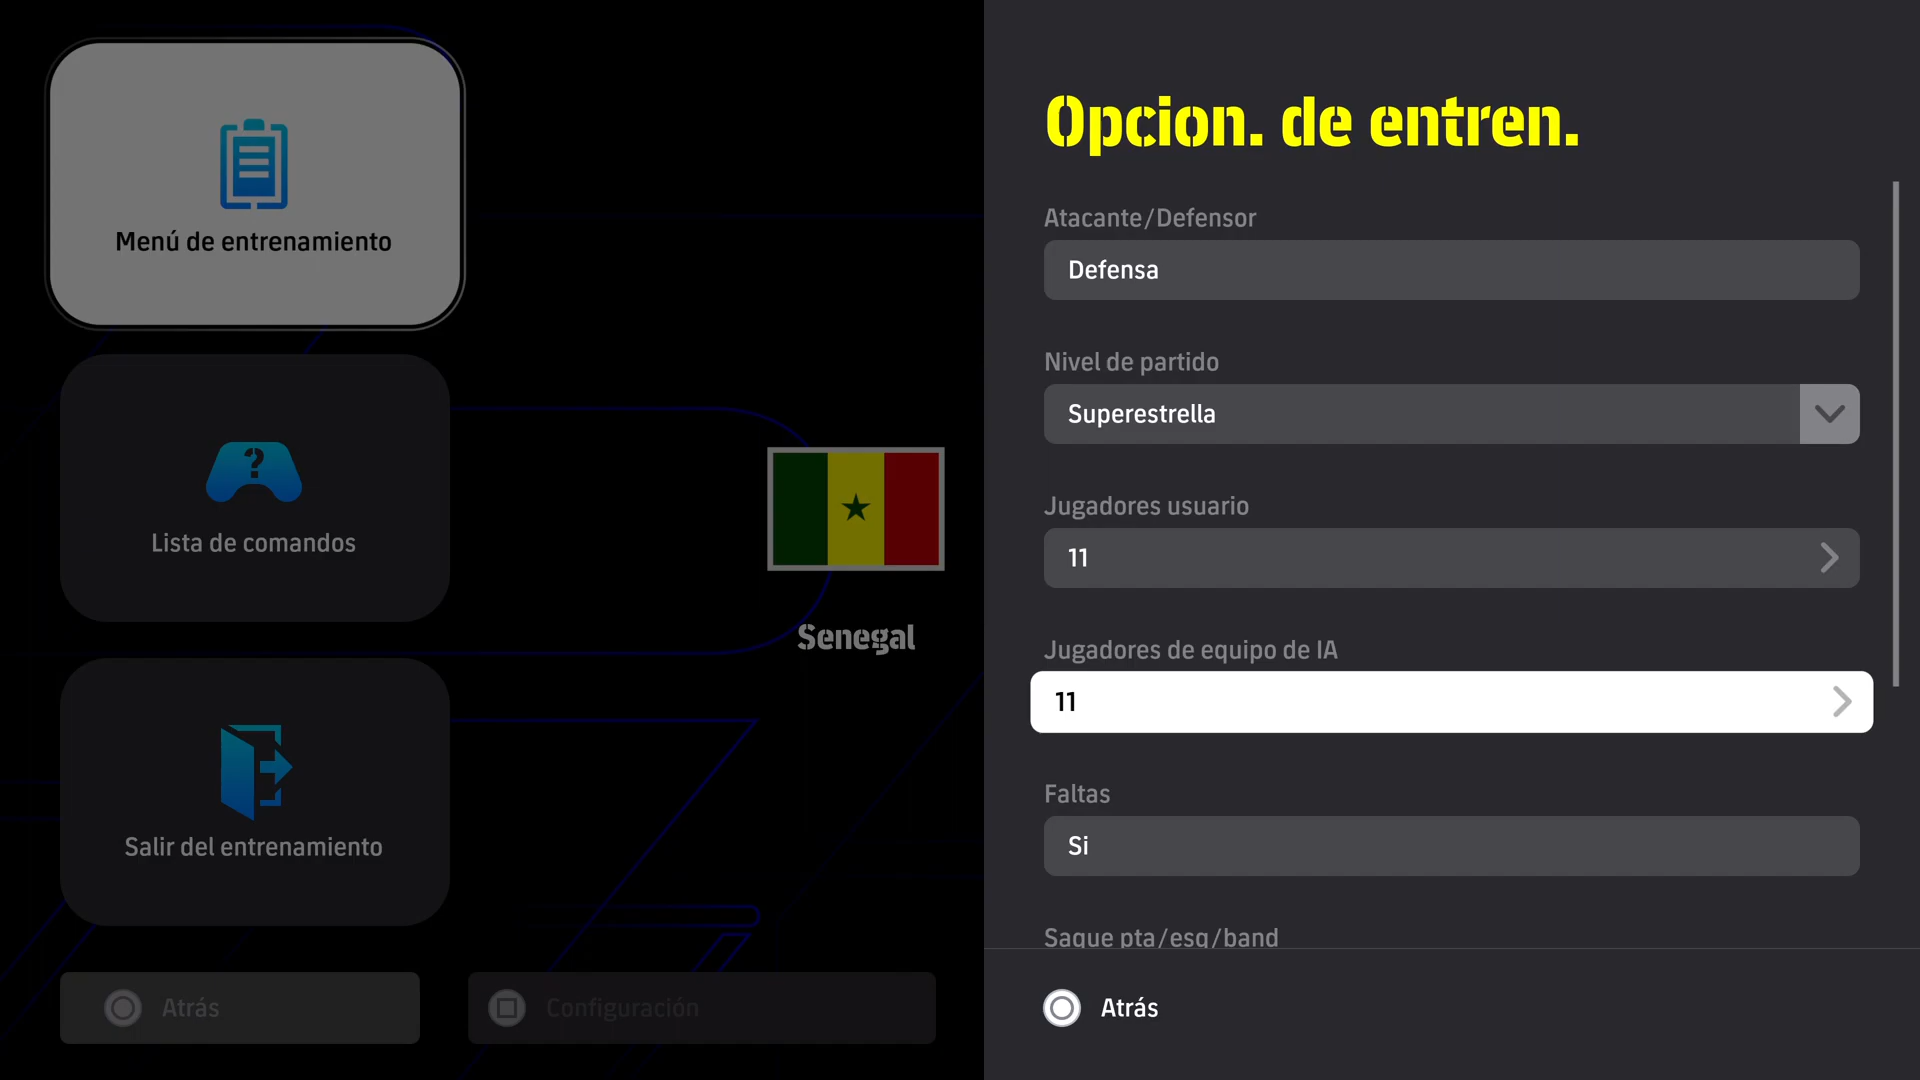 Menú de entrenamiento
Lista de comandos
Salir del entrenamiento
Senegal
Atrás
Configuración
Opcion. de entren.
Atacante/Defensor
Defensa
Nivel de partido
Superestrella
Jugadores usuario
11
Jugadores de equipo de IA
11
Faltas
Si
Saque pta/esq/band
Atrás